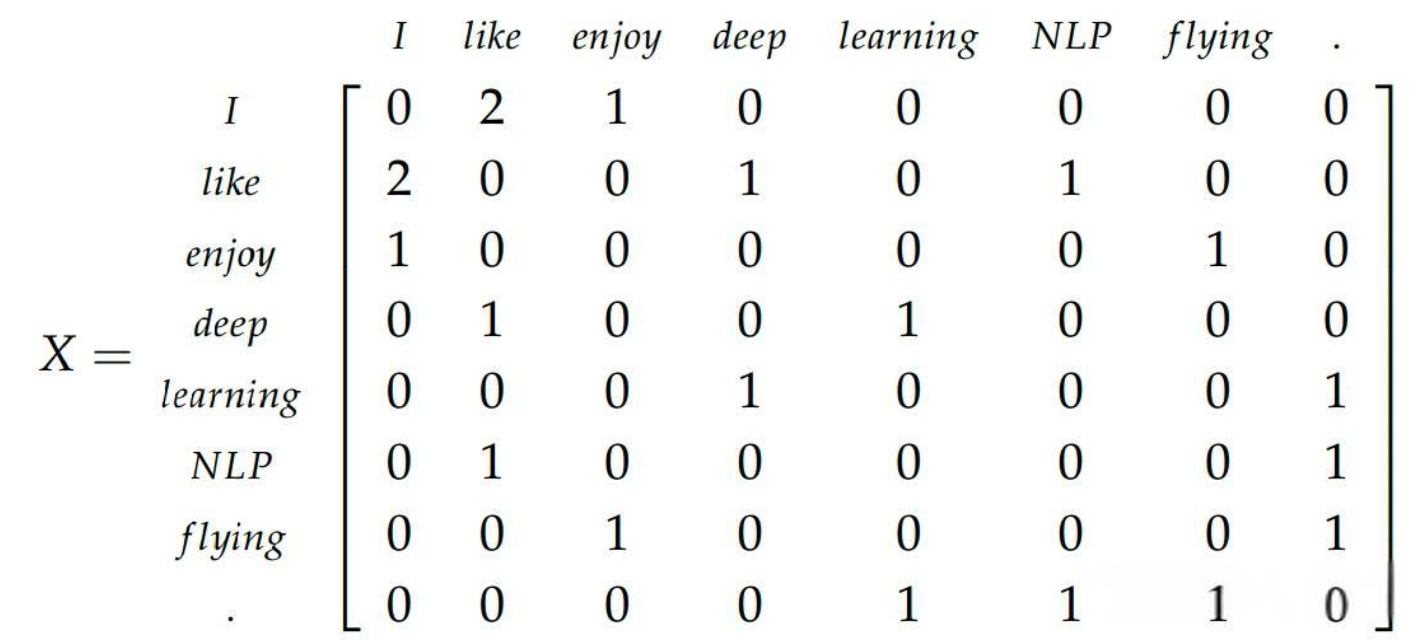 I like enjoy deep learning NLP flying .
I 0 2 1 0 0 0 0 0
like 2 0 0 1 0 1 0 0
enjoy 1 0 0 0 0 0 1 0
X = deep 0 1 0 0 1 0 0 0
learning 0 0 0 1 0 0 0 1
NLP 0 1 0 0 0 0 0 1
flying 0 0 1 0 0 0 0 1
. 0 0 0 0 1 1 1 0